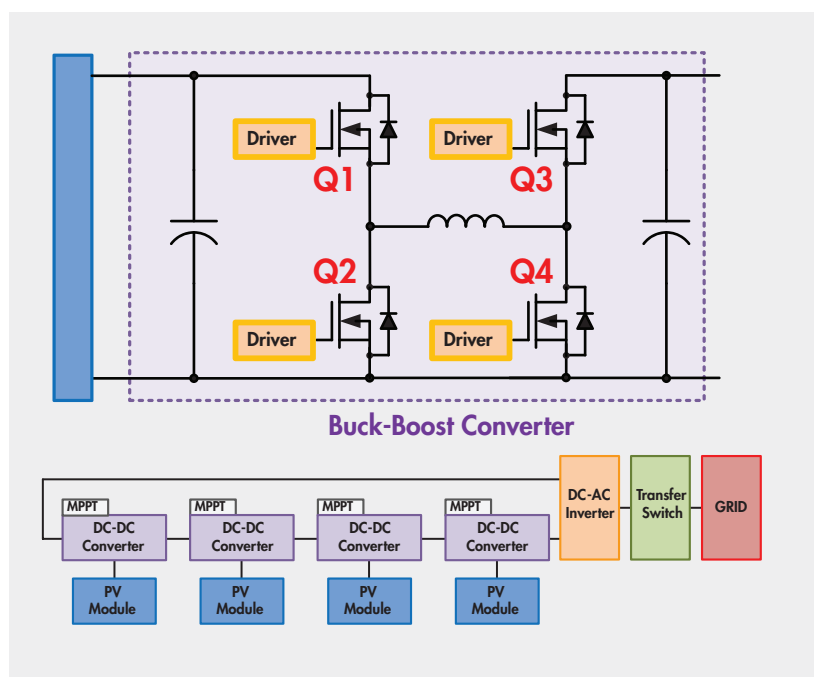 Driver
Driver
Q1
Q3
Q2
Q4
Driver
Driver
Buck-Boost Converter
MPPT
MPPT
MPPT
MPPT
DC-DC
Converter
DC-DC
Converter
DC-DC
Converter
DC-DC
Converter
DC-AC
Inverter
Transfer
Switch
GRID
PV
Module
PV
Module
PV
Module
PV
Module